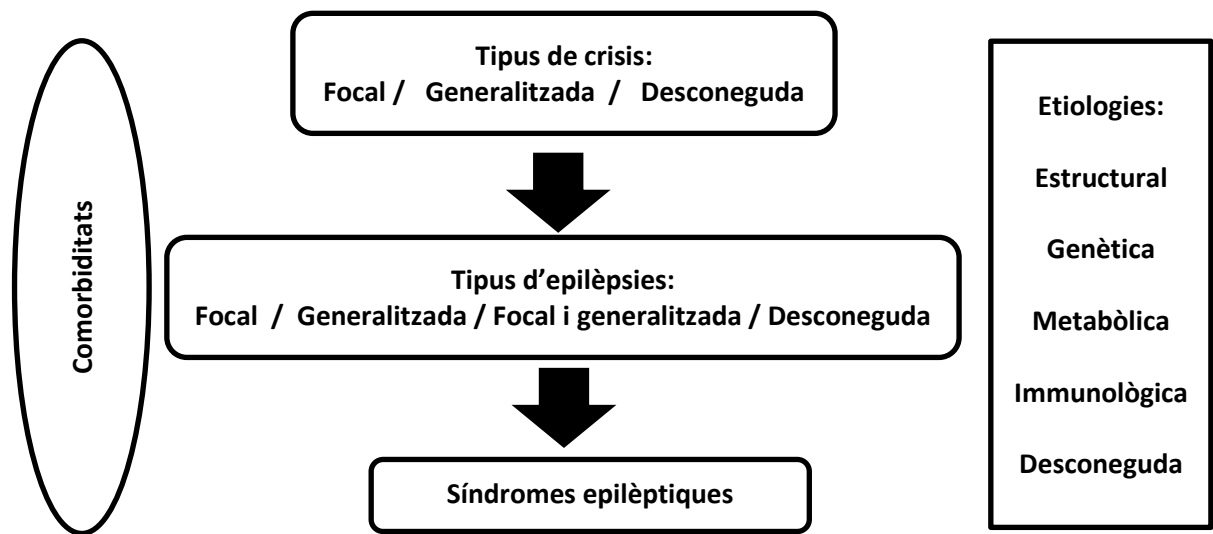 Comorbiditats
Tipus de crisis:
Focal / Generalitzada / Desconeguda
Tipus d’epilèpsies:
Focal / Generalitzada / Focal i generalitzada / Desconeguda
Síndromes epilèptiques
Etiologies:
Estructural
Genètica
Metabòlica
Immunològica
Desconeguda